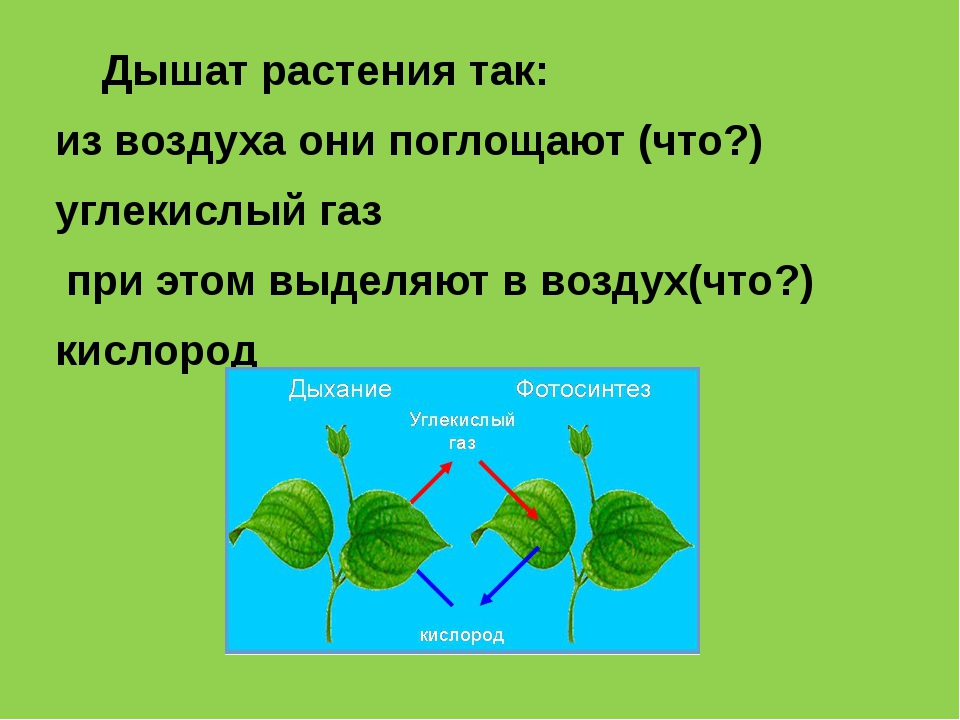 Дышат растения так:
из воздуха они поглощают (что?)
углекислый газ
при этом выделяют в воздух(что?)
кислород
Дыхание Фотосинтез
Углекислый
газ
кислород